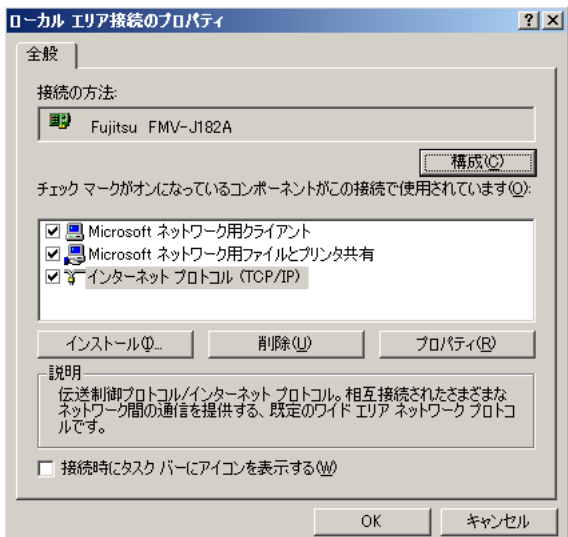 ローカル エリア接続のプロパティ
全般
接続の方法:
Fujitsu FMV-J182A
構成(C)
チェック マークがオンになっているコンポーネントがこの接続で使用されています(O):
Microsoft ネットワーク用クライアント
Microsoft ネットワーク用ファイルとプリンタ共有
インターネット プロトコル (TCP/IP)
インストール(I)... 削除(U) プロパティ(R)
説明
伝送制御プロトコル/インターネット プロトコル。相互接続されたさまざまな
ネットワーク間の通信を提供する、既定のワイド エリア ネットワーク プロトコ
ルです。
接続時にタスク バーにアイコンを表示する(W)
OK キャンセル